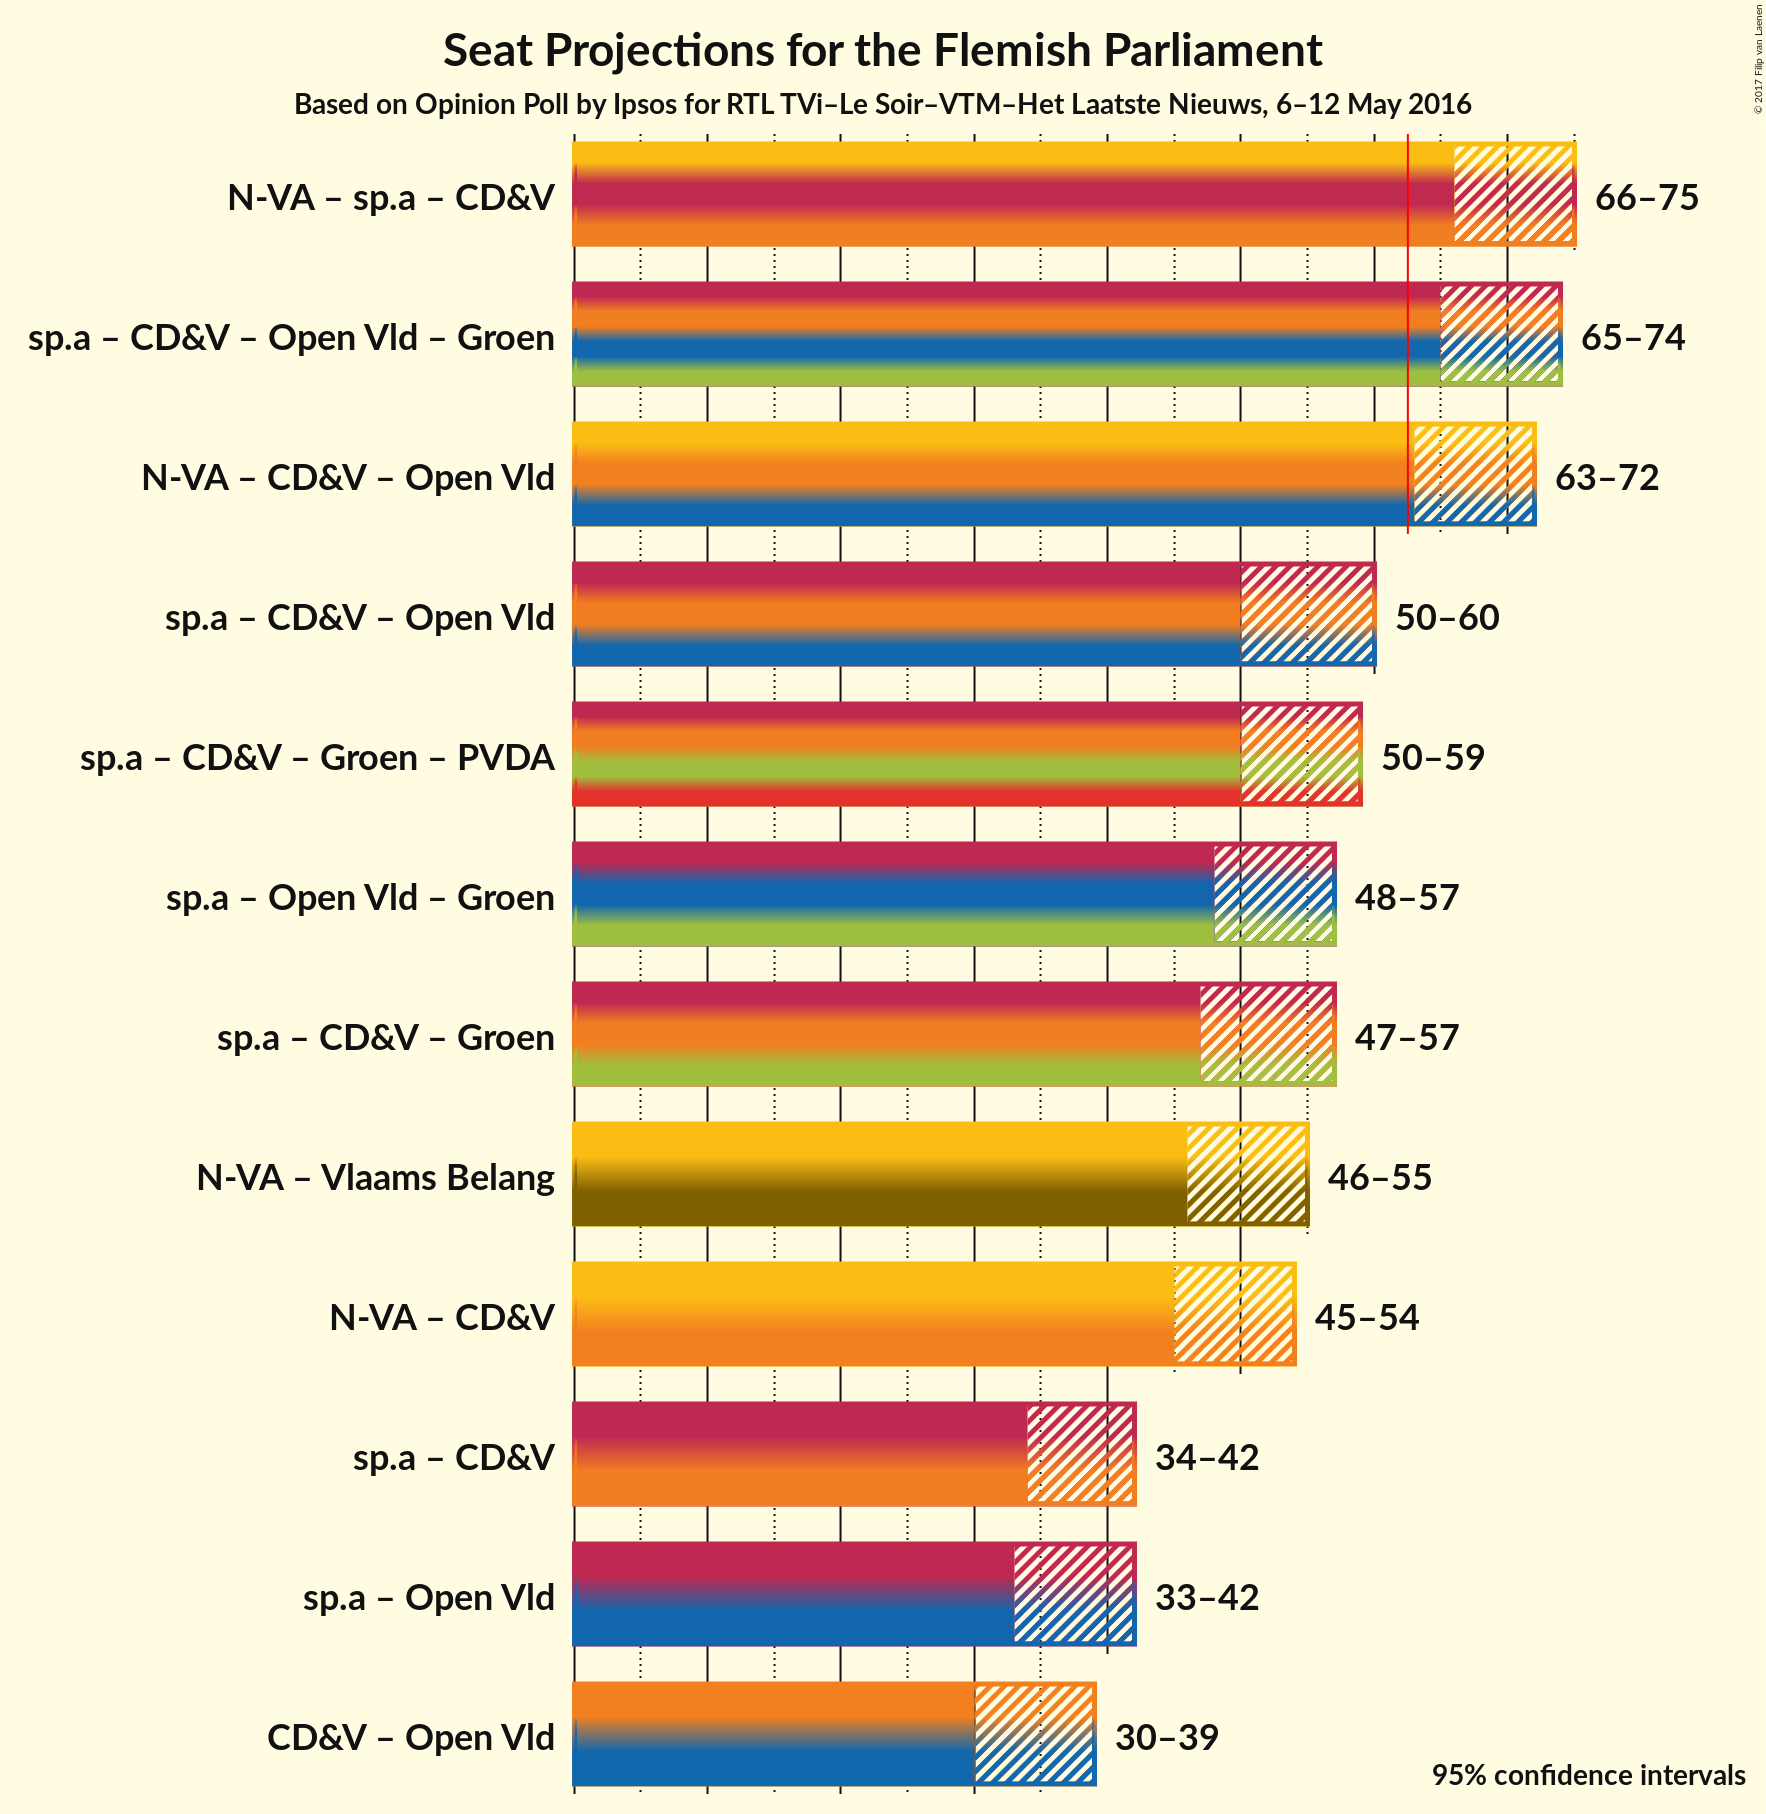 Seat Projections for the Flemish Parliament
Based on Opinion Poll by Ipsos for RTL TVi–Le Soir–VTM–Het Laatste Nieuws, 6–12 May 2016
© 2017 Filip van Laenen
N-VA – sp.a – CD&V 66–75
sp.a – CD&V – Open Vld – Groen 65–74
N-VA – CD&V – Open Vld 63–72
sp.a – CD&V – Open Vld 50–60
sp.a – CD&V – Groen – PVDA 50–59
sp.a – Open Vld – Groen 48–57
sp.a – CD&V – Groen 47–57
N-VA – Vlaams Belang 46–55
N-VA – CD&V 45–54
sp.a – CD&V 34–42
sp.a – Open Vld 33–42
CD&V – Open Vld 30–39
95% confidence intervals